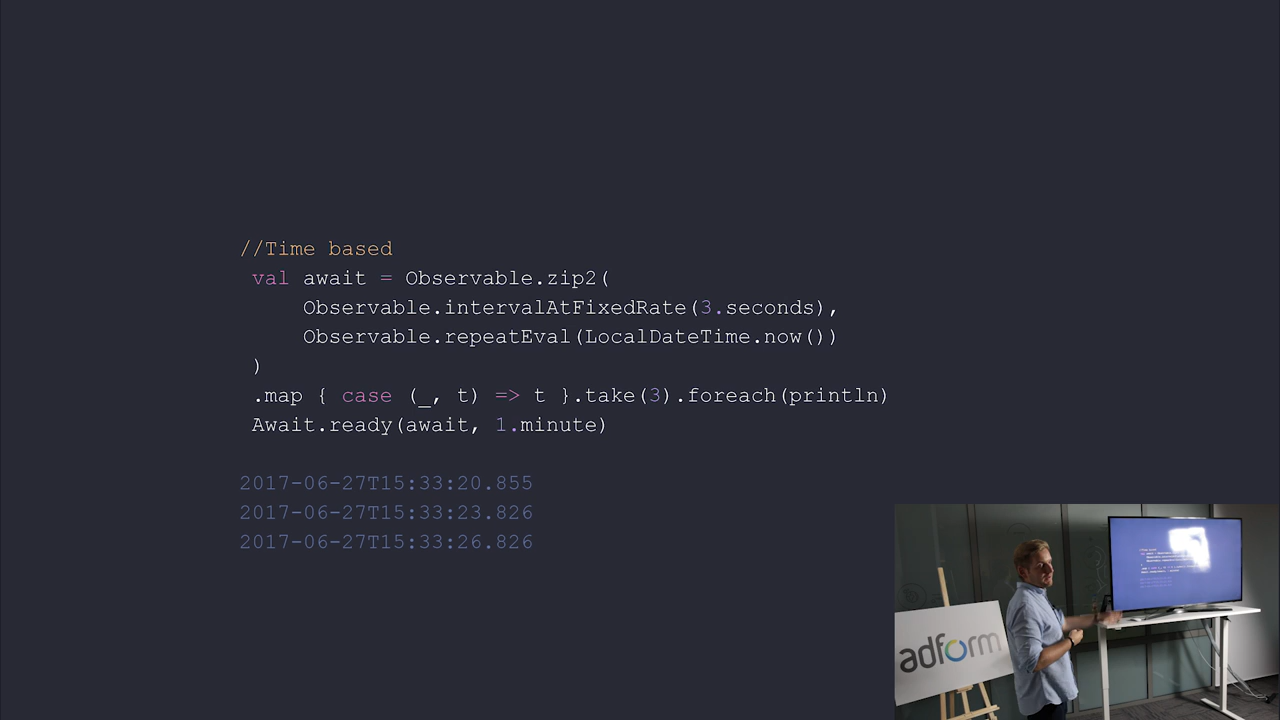 //Time based
val await = Observable.zip2(
Observable.intervalAtFixedRate(3.seconds),
Observable.repeatEval(LocalDateTime.now())
)
.map { case (_, t) => t }.take(3).foreach(println)
Await.ready(await, 1.minute)
2017-06-27T15:33:20.855
2017-06-27T15:33:23.826
2017-06-27T15:33:26.826
adform